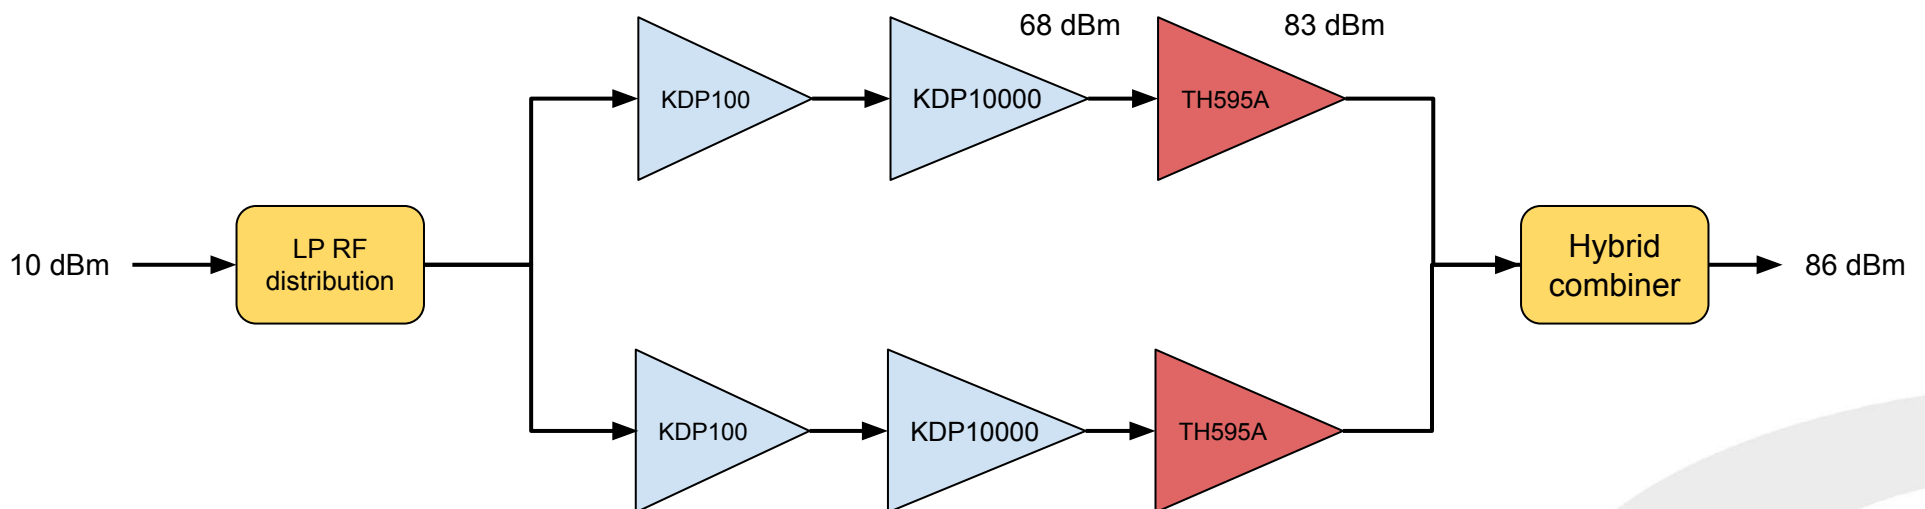 68 dBm
83 dBm
KDP100
KDP10000
TH595A
10 dBm
LP RF
distribution
Hybrid
combiner
86 dBm
KDP100
KDP10000
TH595A